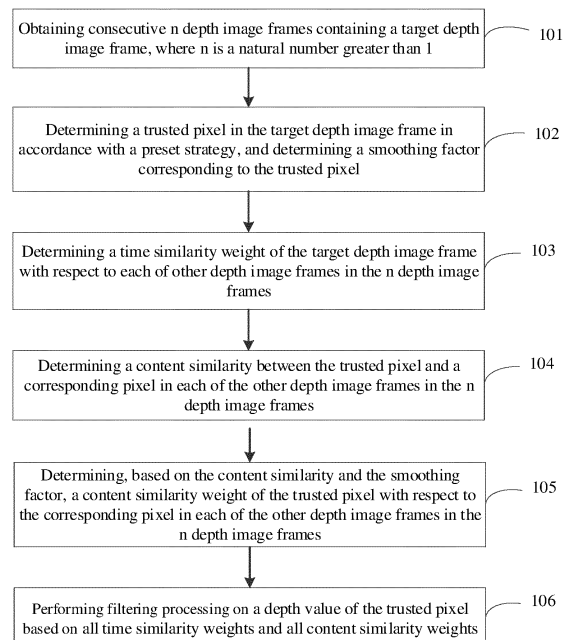 Obtaining consecutive n depth image frames containing a target depth
image frame, where n is a natural number greater than 1
101
Determining a trusted pixel in the target depth image frame in
accordance with a preset strategy, and determining a smoothing factor
corresponding to the trusted pixel
102
Determining a time similarity weight of the target depth image frame
with respect to each of other depth image frames in the n depth image
frames
103
Determining a content similarity between the trusted pixel and a
corresponding pixel in each of the other depth image frames in the n
depth image frames
104
Determining, based on the content similarity and the smoothing
factor, a content similarity weight of the trusted pixel with respect to
the corresponding pixel in each of the other depth image frames in the
n depth image frames
105
Performing filtering processing on a depth value of the trusted pixel
based on all time similarity weights and all content similarity weights
106